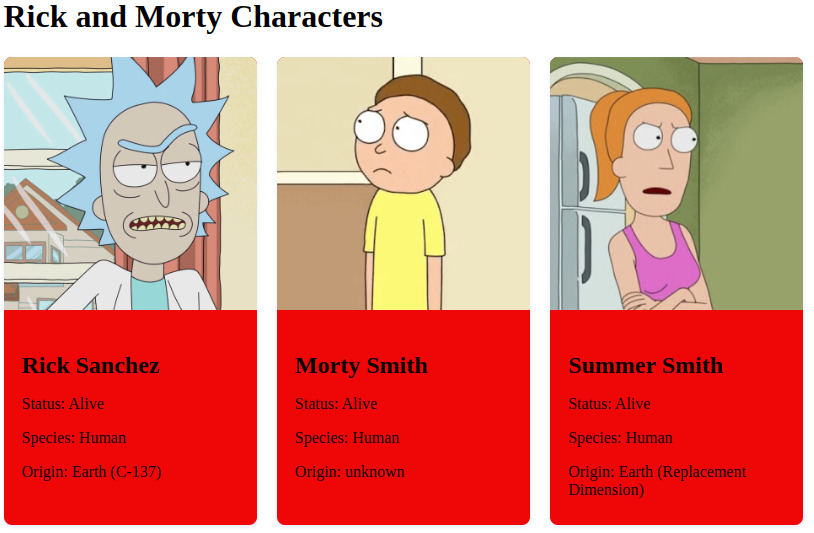 Rick and Morty Characters
Rick Sanchez
Status: Alive
Species: Human
Origin: Earth (C-137)
Morty Smith
Status: Alive
Species: Human
Origin: unknown
Summer Smith
Status: Alive
Species: Human
Origin: Earth (Replacement
Dimension)